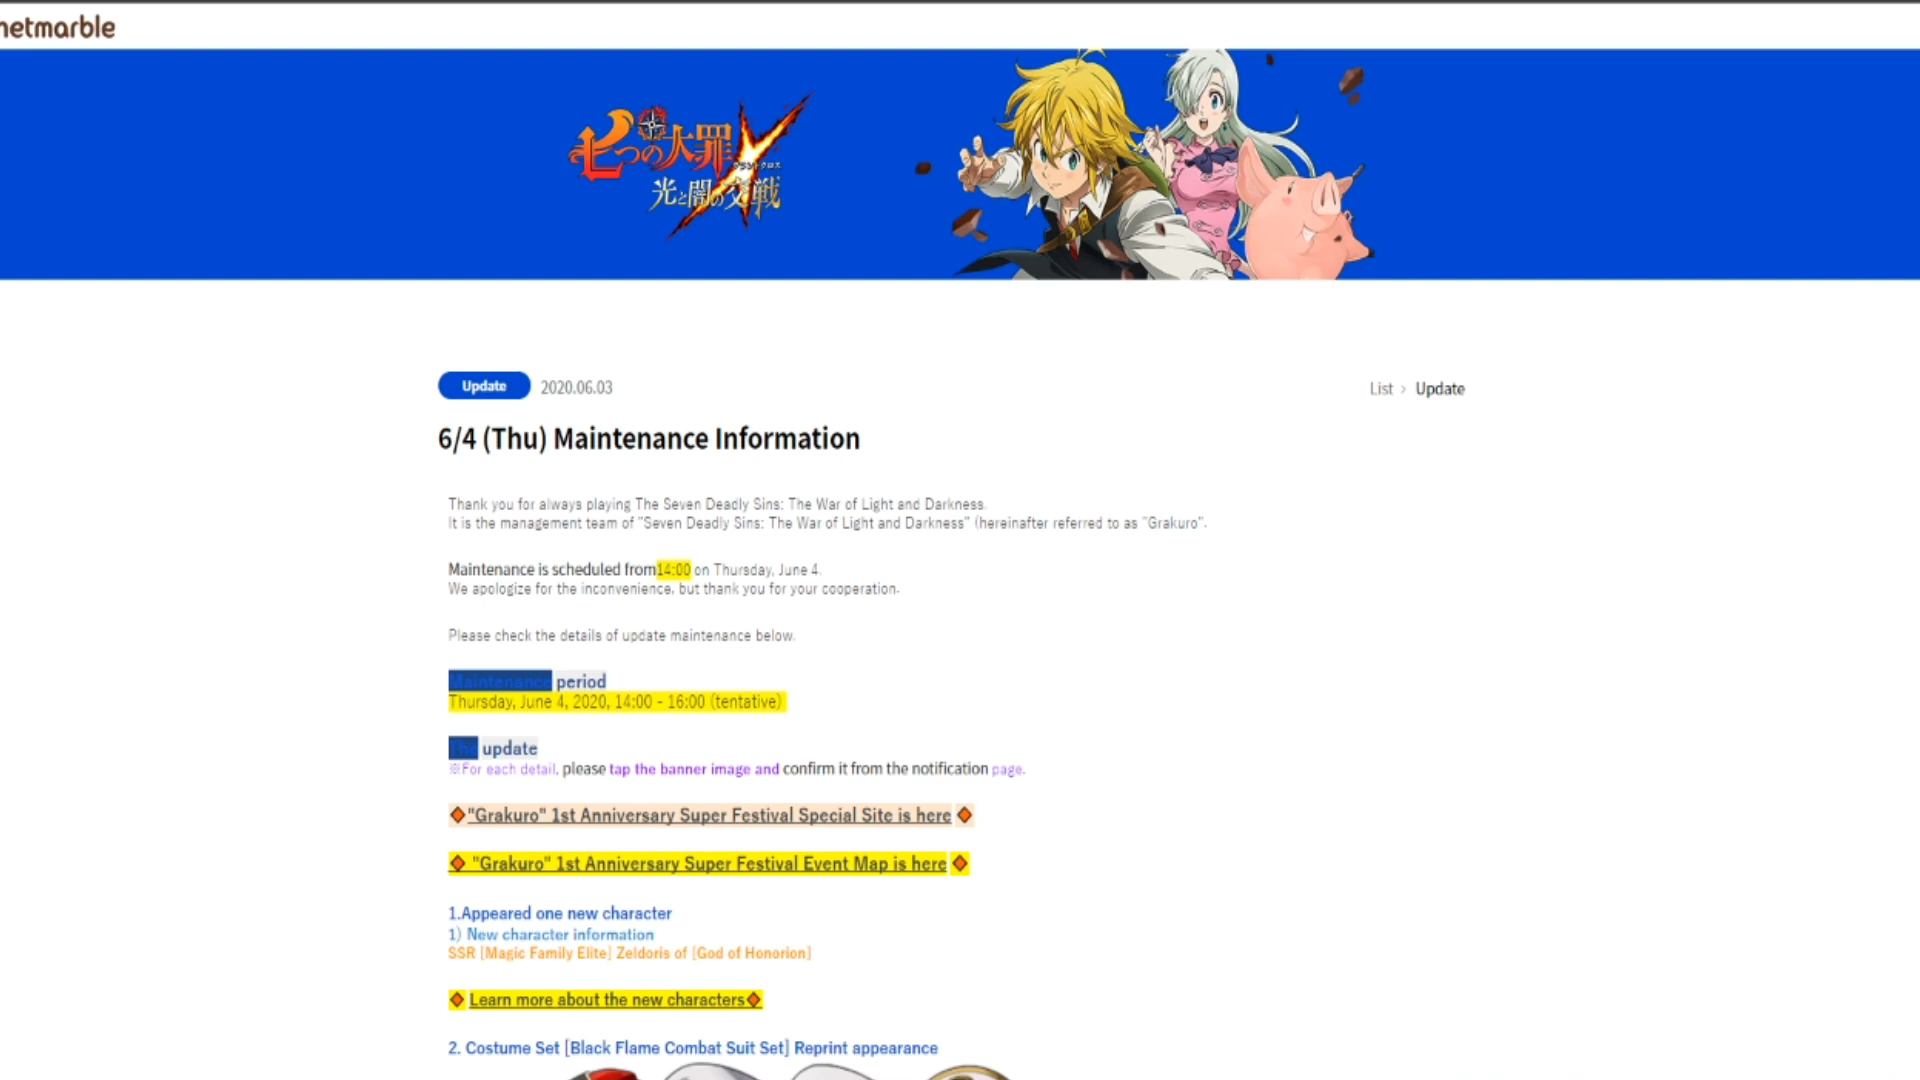 netmarble
七つの大罪
グランドクロス
光と闇の交戦
Update 2020.06.03
List > Update
6/4 (Thu) Maintenance Information
Thank you for always playing The Seven Deadly Sins: The War of Light and Darkness.
It is the management team of "Seven Deadly Sins: The War of Light and Darkness" (hereinafter referred to as "Grakuro".
Maintenance is scheduled from14:00 on Thursday, June 4.
We apologize for the inconvenience, but thank you for your cooperation.
Please check the details of update maintenance below.
Maintenance period
Thursday, June 4, 2020, 14:00 - 16:00 (tentative)
The update
※For each detail, please tap the banner image and confirm it from the notification page.
◆"Grakuro" 1st Anniversary Super Festival Special Site is here ◆
◆ "Grakuro" 1st Anniversary Super Festival Event Map is here ◆
1.Appeared one new character
1) New character information
SSR [Magic Family Elite] Zeldoris of [God of Honorion]
◆ Learn more about the new characters◆
2. Costume Set [Black Flame Combat Suit Set] Reprint appearance